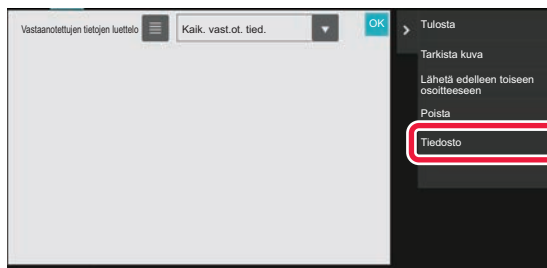 Vastaanotettujen tietojen luettelo
Kaik. vast.ot. tied.
OK
Tulosta
Tarkista kuva
Lähetä edelleen toiseen
osoitteeseen
Poista
Tiedosto